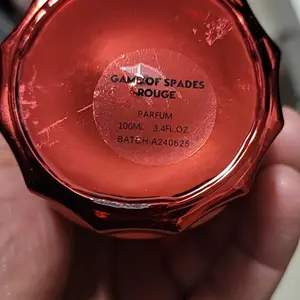 GAME OF SPADES
ROUGE
PARFUM
100ML 3.4FL.OZ
BATCH:A240625